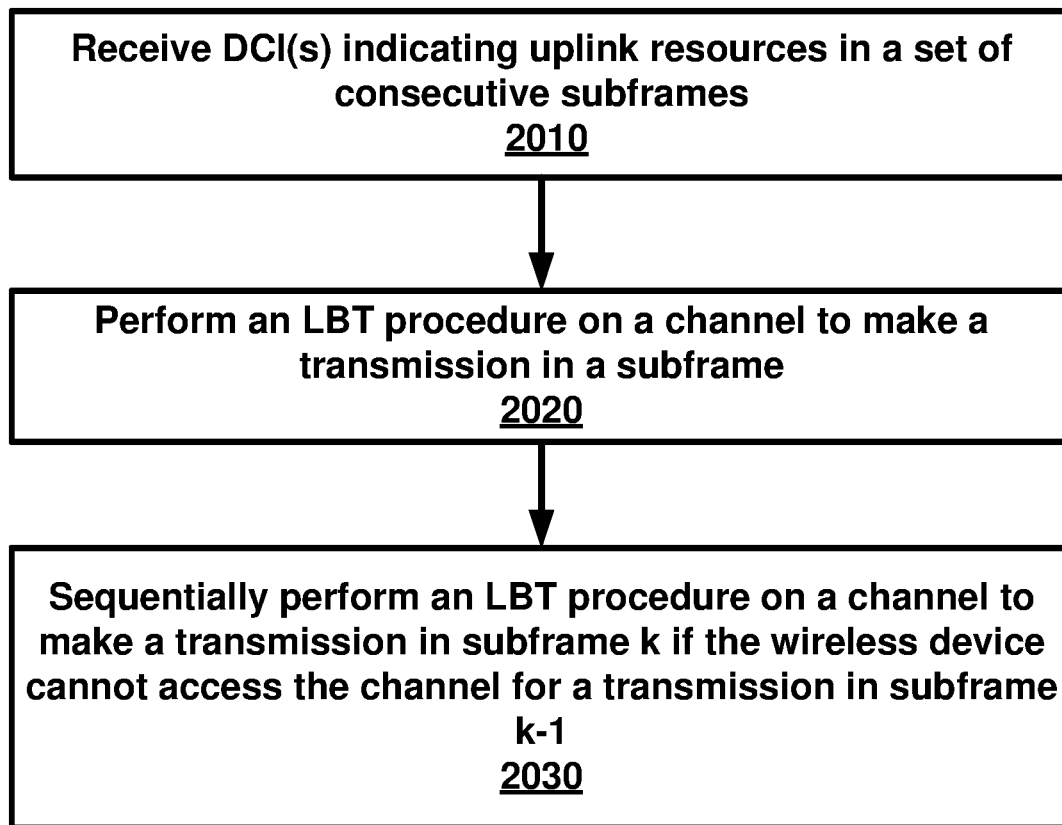 Receive DCI(s) indicating uplink resources in a set of
consecutive subframes
2010
Perform an LBT procedure on a channel to make a
transmission in a subframe
2020
Sequentially perform an LBT procedure on a channel to
make a transmission in subframe k if the wireless device
cannot access the channel for a transmission in subframe
k-1
2030